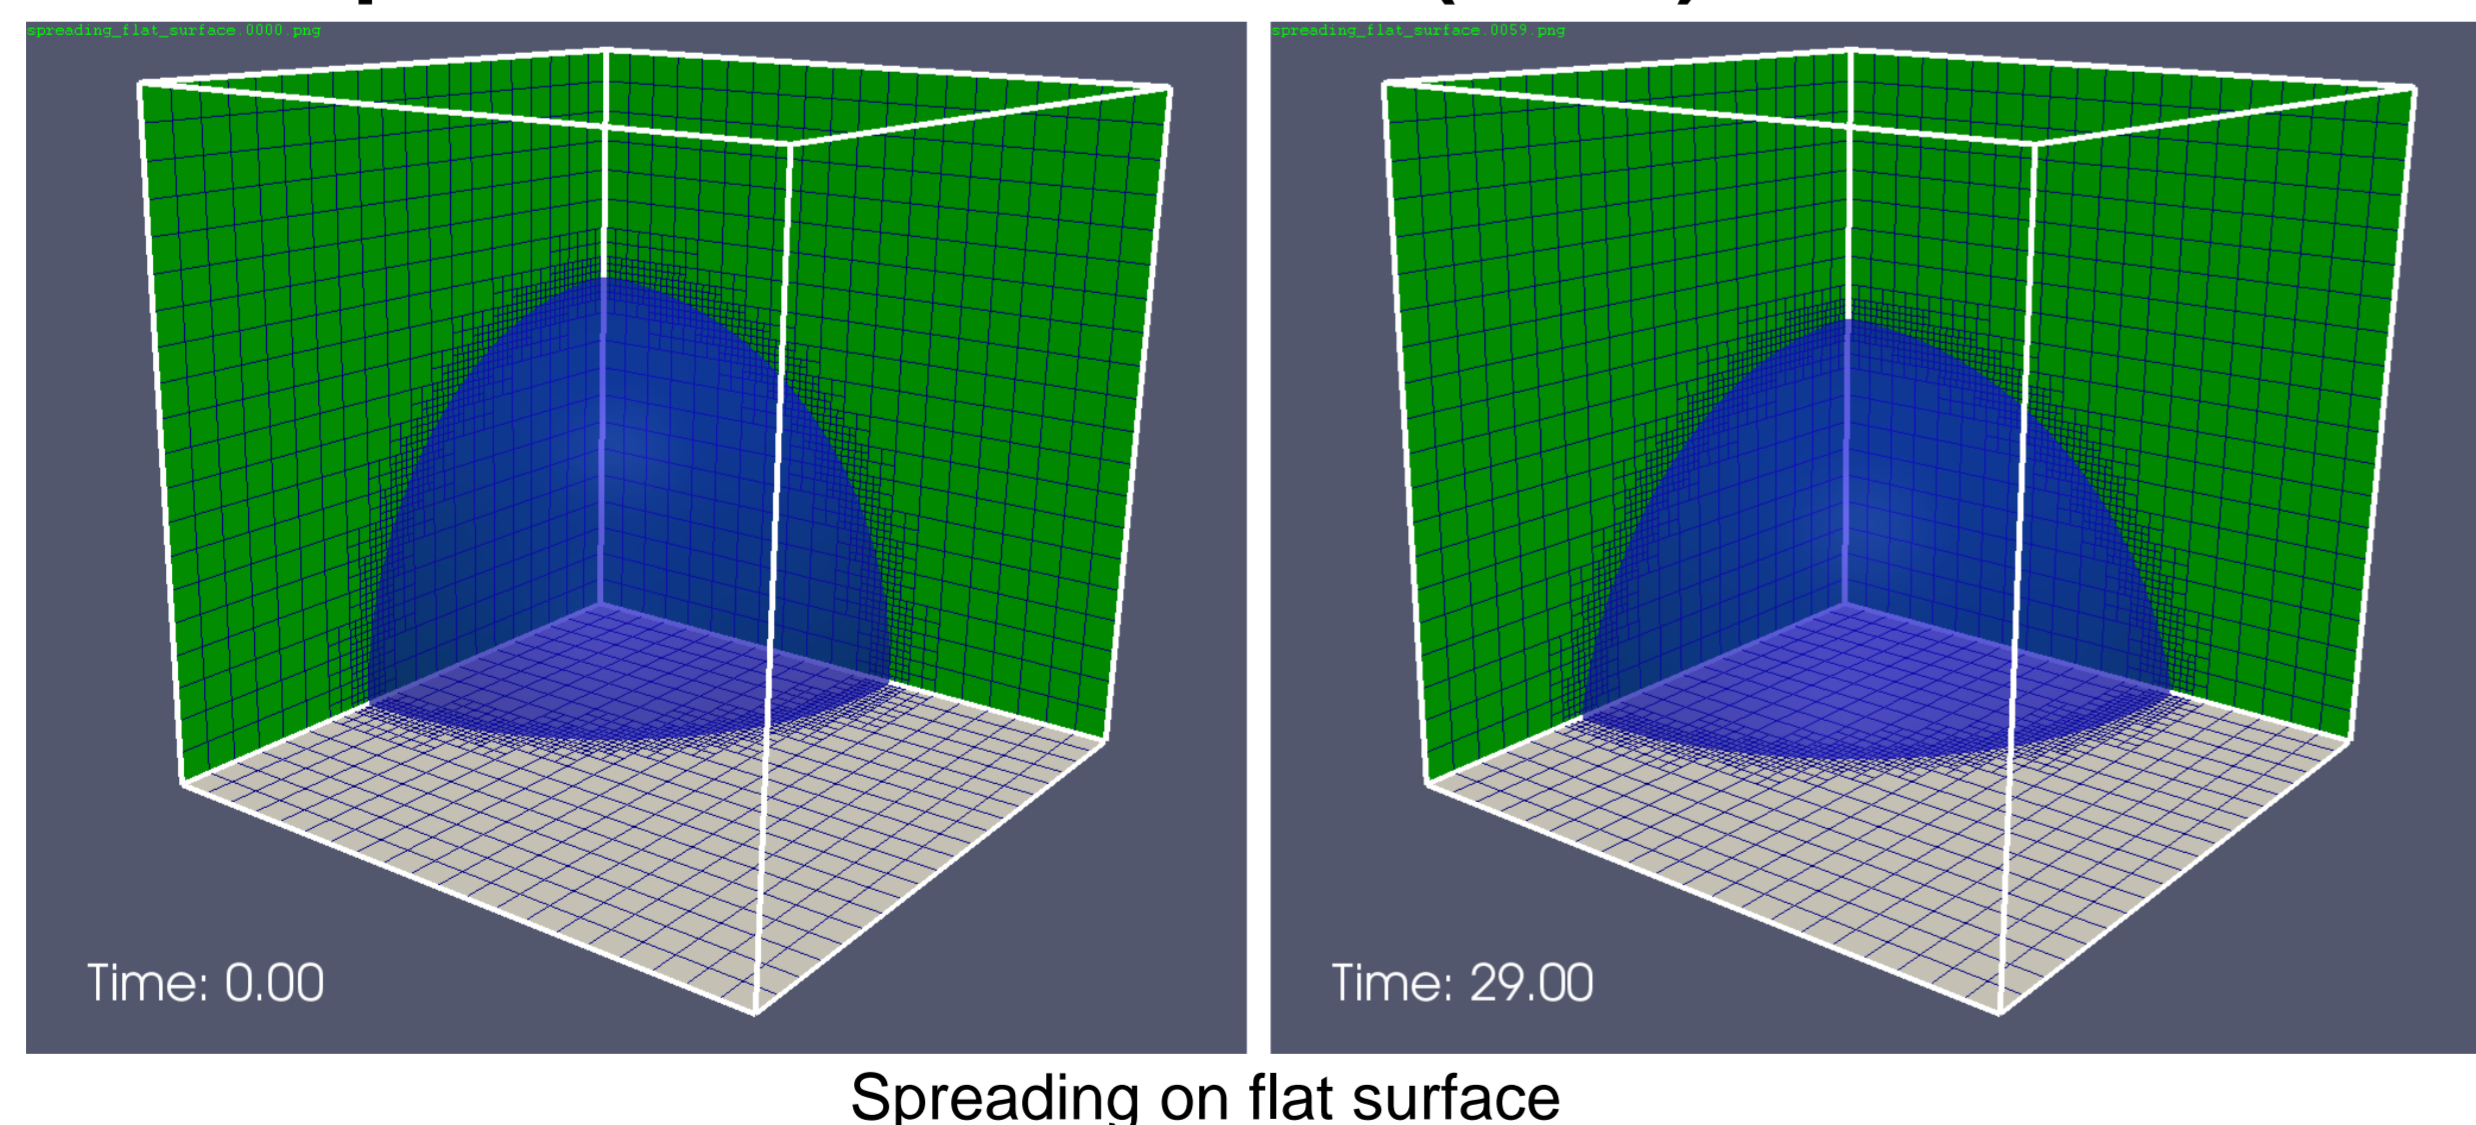 spreading_flat_surface.0000.png
spreading_flat_surface.0059.png
Time: 0.00
Time: 29.00
Spreading on flat surface